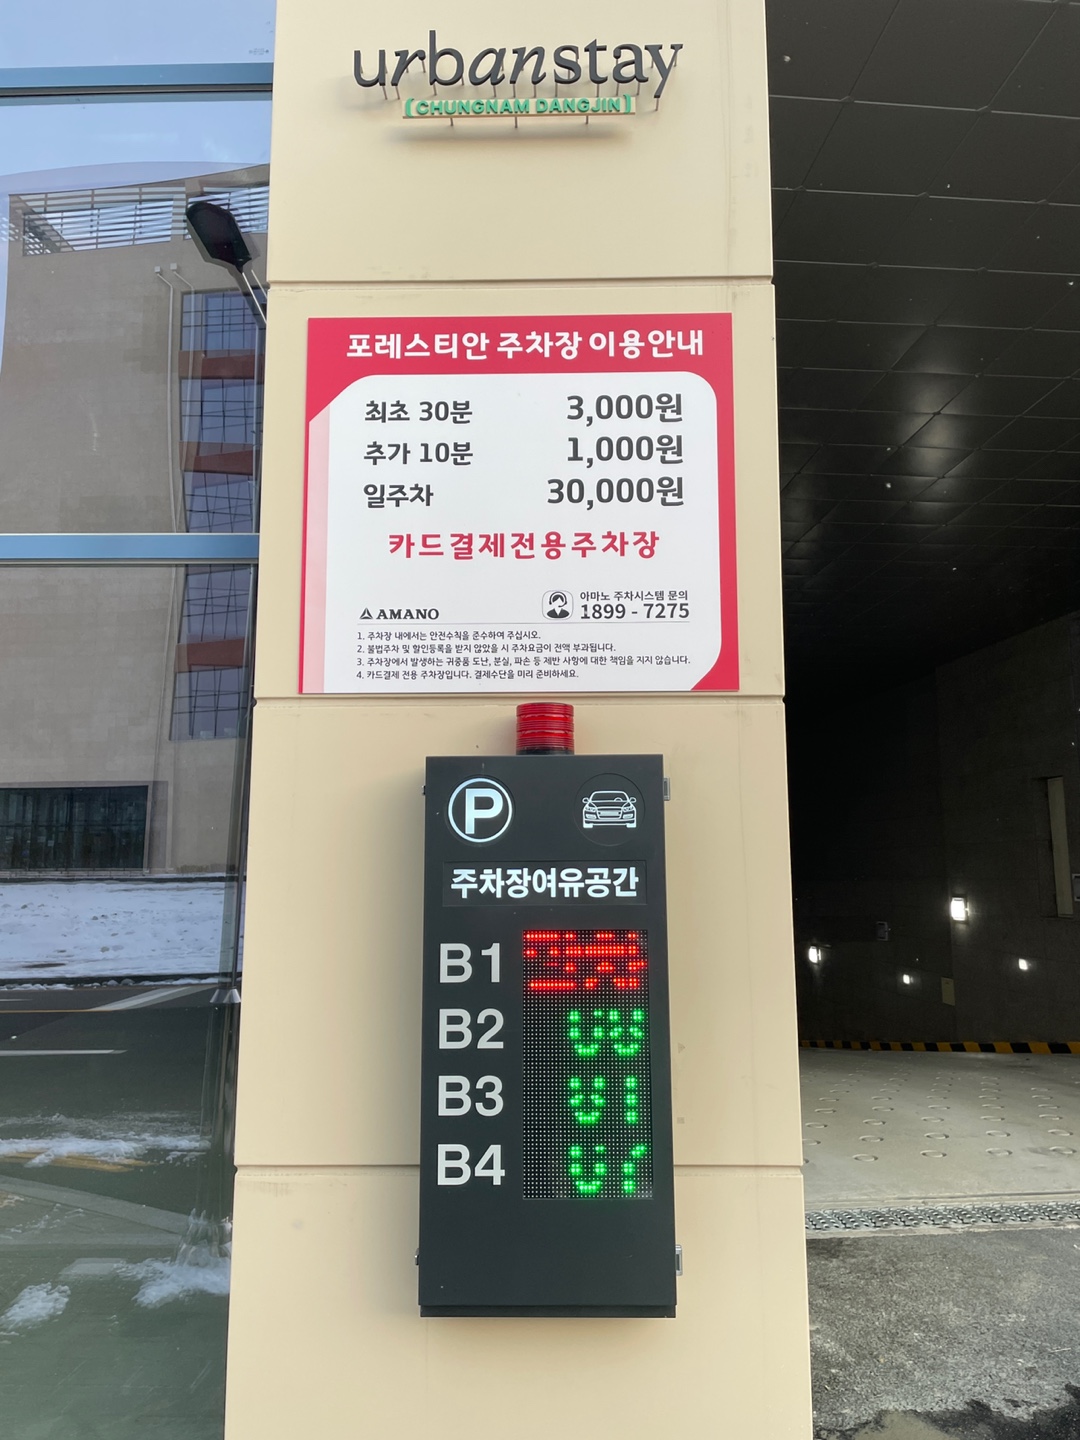 urbanstay
[CHUNGNAM DANGJIN]
포레스티안 주차장 이용안내
최초 30분 3,000원
추가 10분 1,000원
일주차 30,000원
카드결제전용주차장
AMANO
아마노 주차시스템 문의
1899 - 7275
1. 주차장 내에서는 안전수칙을 준수하여 주십시오.
2. 불법주차 및 할인등록을 받지 않았을 시 주차요금이 전액 부과됩니다.
3. 주차장에서 발생하는 귀중품 도난, 분실, 파손 등 제반 사항에 대한 책임을 지지 않습니다.
4. 카드결제 전용 주차장입니다. 결제수단을 미리 준비하세요.
P
주차장여유공간
B1
B2
B3
B4